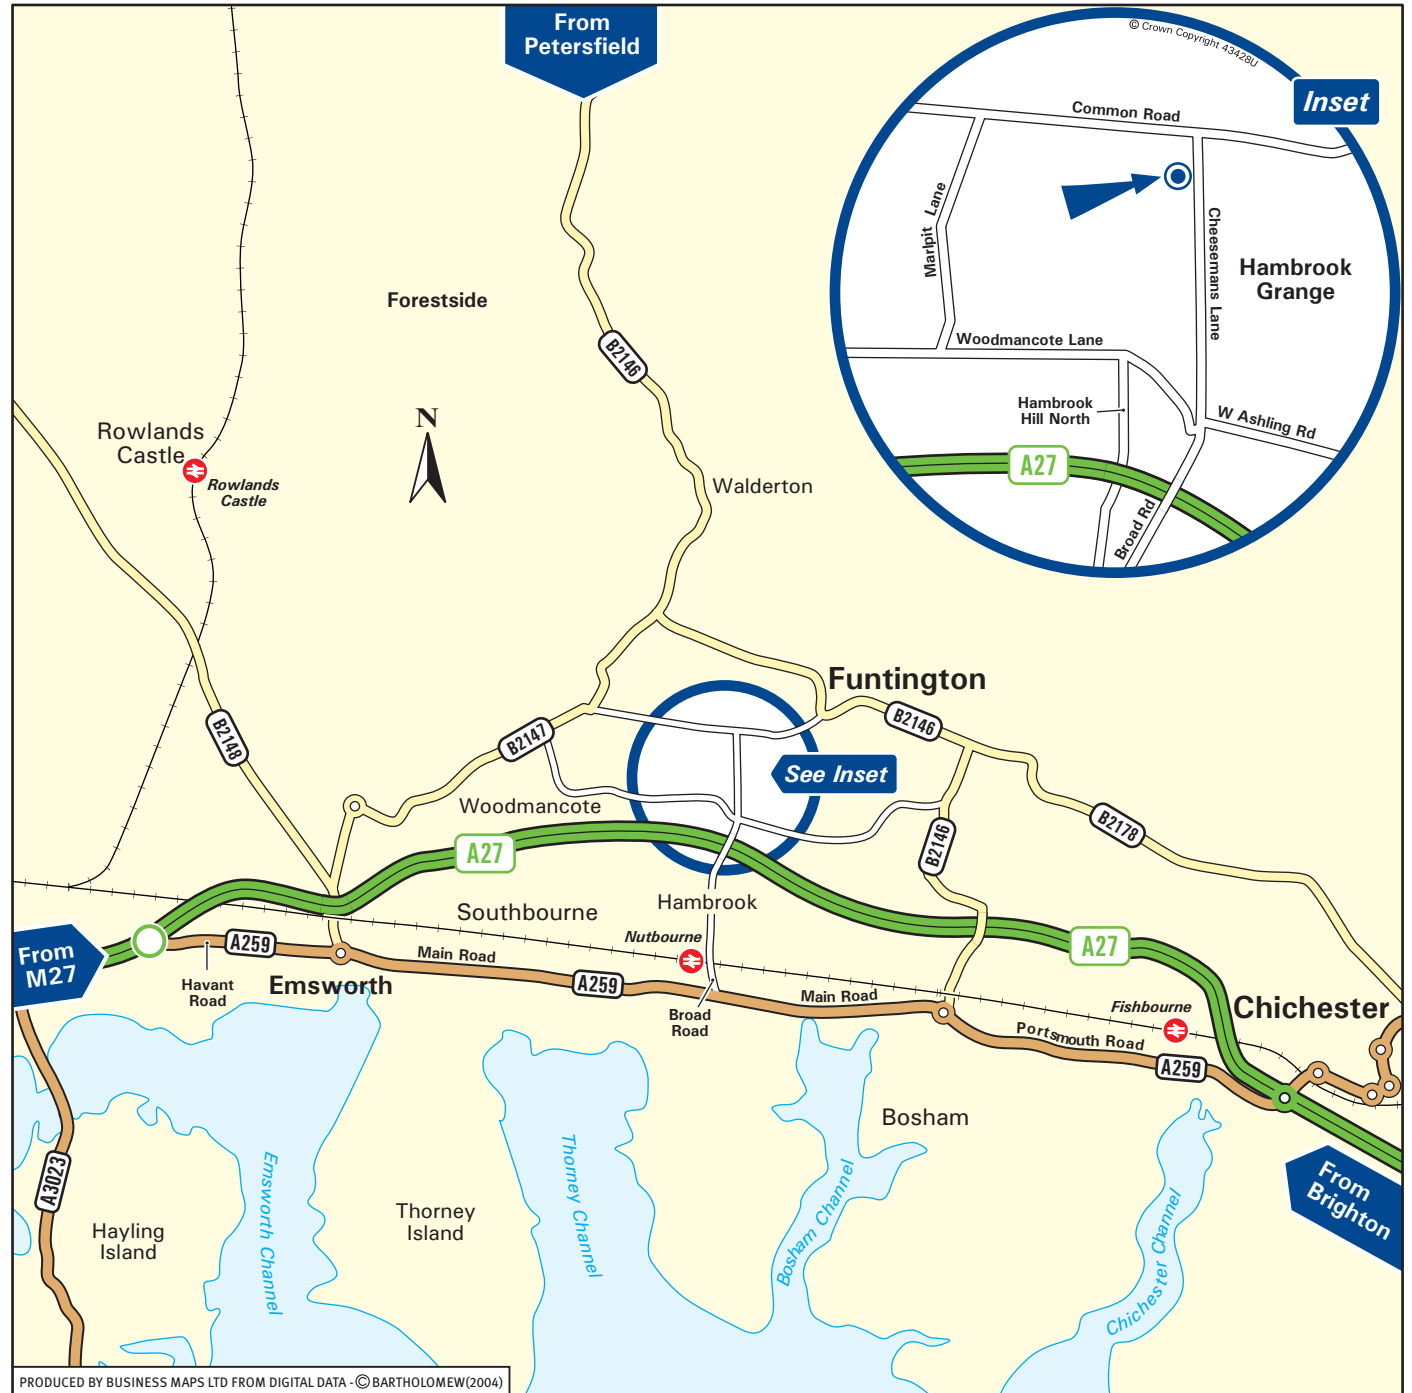 From
Petersfield
© Crown Copyright 43428U
Inset
Common Road
Marlpit Lane
Cheesemans Lane
Hambrook
Grange
Woodmancote Lane
Hambrook
Hill North
W Ashling Rd
A27
Broad Rd
Forestside
B2146
N
Rowlands
Castle
Rowlands
Castle
Walderton
Funtington
B2146
B2148
B2147
See Inset
Woodmancote
B2178
B2146
A27
Hambrook
Southbourne
Nutbourne
From
M27
A259
Main Road
A27
Havant
Road
Emsworth
A259
Main Road
Broad
Road
Fishbourne
Chichester
Portsmouth Road
A259
Bosham
A3023
Emsworth Channel
Thorney Channel
Bosham Channel
Chichester Channel
From
Brighton
Hayling
Island
Thorney
Island
PRODUCED BY BUSINESS MAPS LTD FROM DIGITAL DATA - © BARTHOLOMEW(2004)